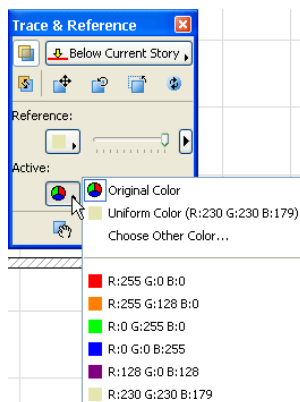 Trace & Reference
Below Current Story
Reference:
Active:
Original Color
Uniform Color (R:230 G:230 B:179)
Choose Other Color...
R:255 G:0 B:0
R:255 G:128 B:0
R:0 G:255 B:0
R:0 G:0 B:255
R:128 G:0 B:128
R:230 G:230 B:179